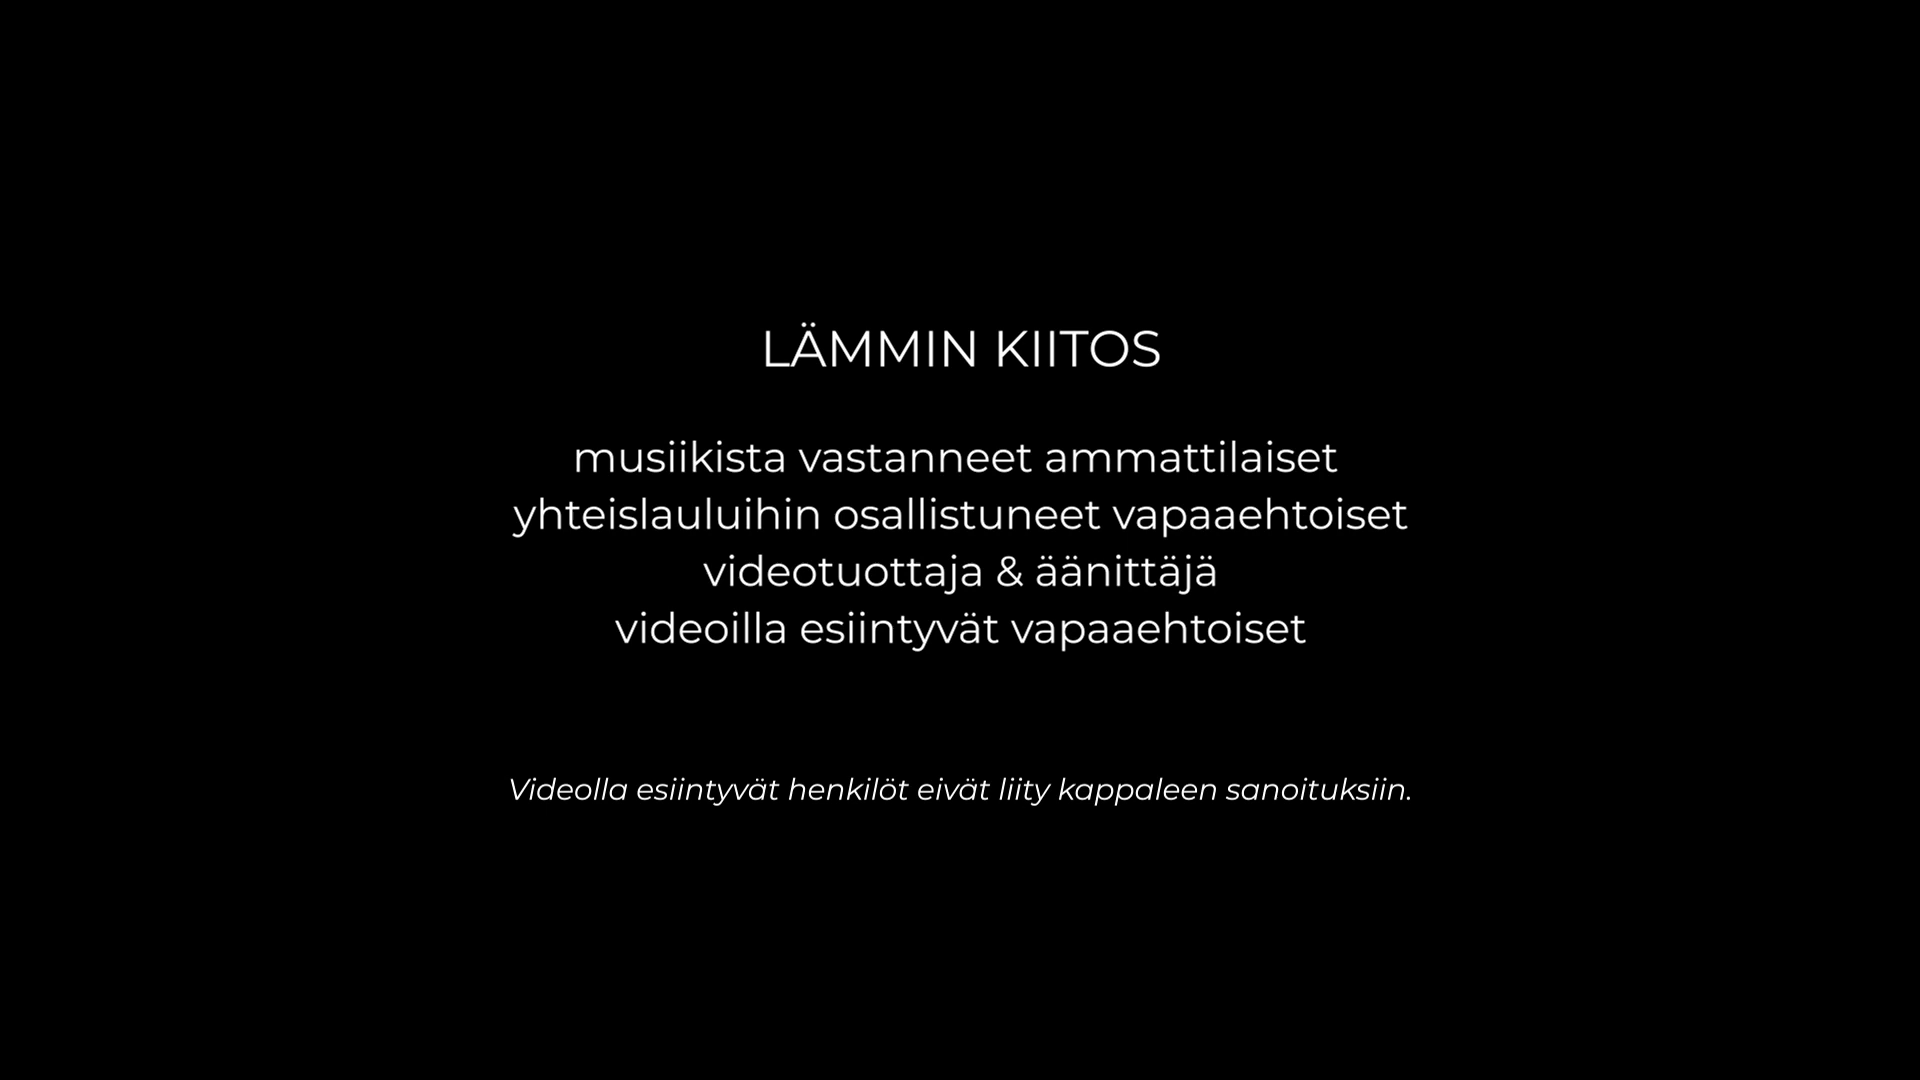 LÄMMIN KIITOS
musiikista vastanneet ammattilaiset
yhteislauluihin osallistuneet vapaaehtoiset
videotuottaja & äänittäjä
videoilla esiintyvät vapaaehtoiset
Videolla esiintyvät henkilöt eivät liity kappaleen sanoituksiin.